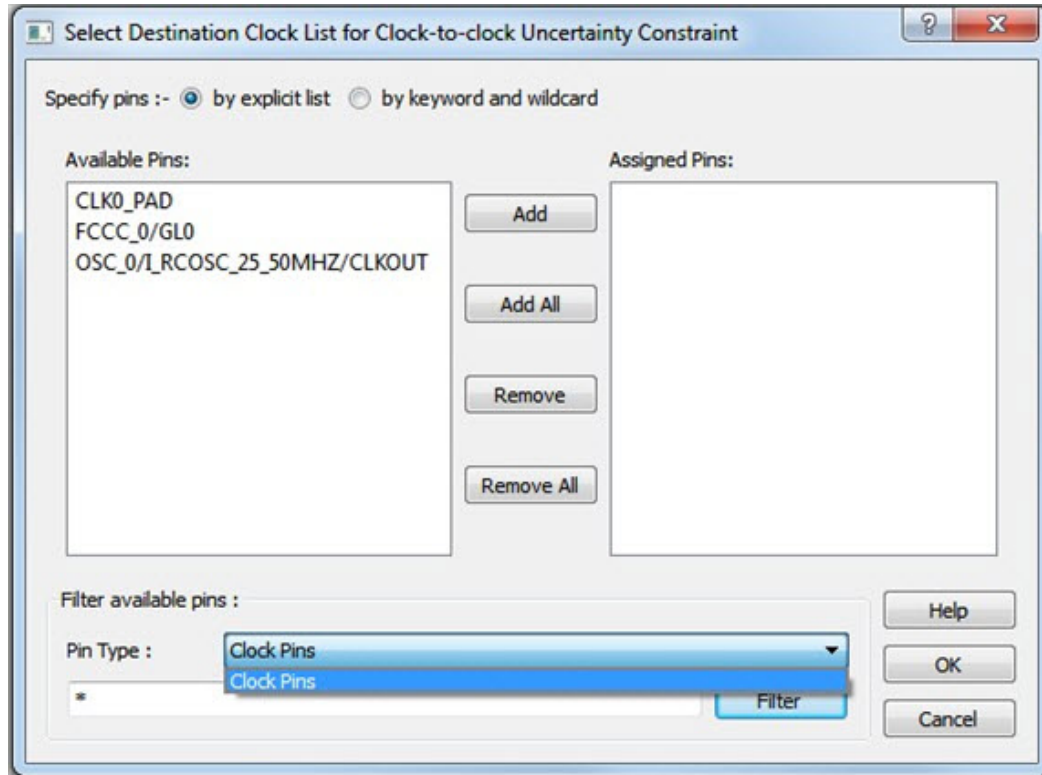 Select Destination Clock List for Clock-to-clock Uncertainty Constraint
Specify pins :- by explicit list by keyword and wildcard
Available Pins:
Assigned Pins:
CLK0_PAD
FCCC_0/GL0
OSC_0/I_RCOSC_25_50MHZ/CLKOUT
Add
Add All
Remove
Remove All
Filter available pins :
Pin Type :
Clock Pins
Clock Pins
*
Filter
Help
OK
Cancel